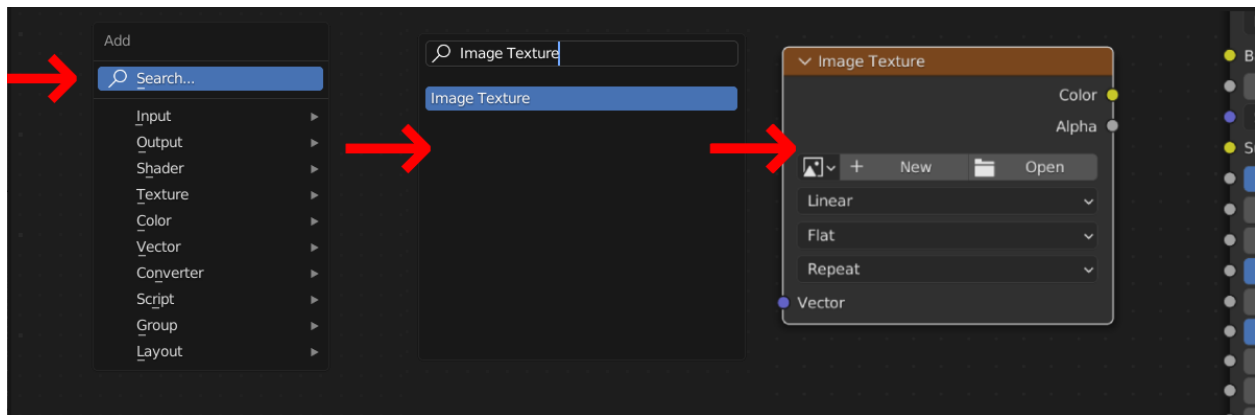 Add
Search...
Input
Output
Shader
Texture
Color
Vector
Converter
Script
Group
Layout
Image Texture
Image Texture
Image Texture
Color
Alpha
New
Open
Linear
Flat
Repeat
Vector
B